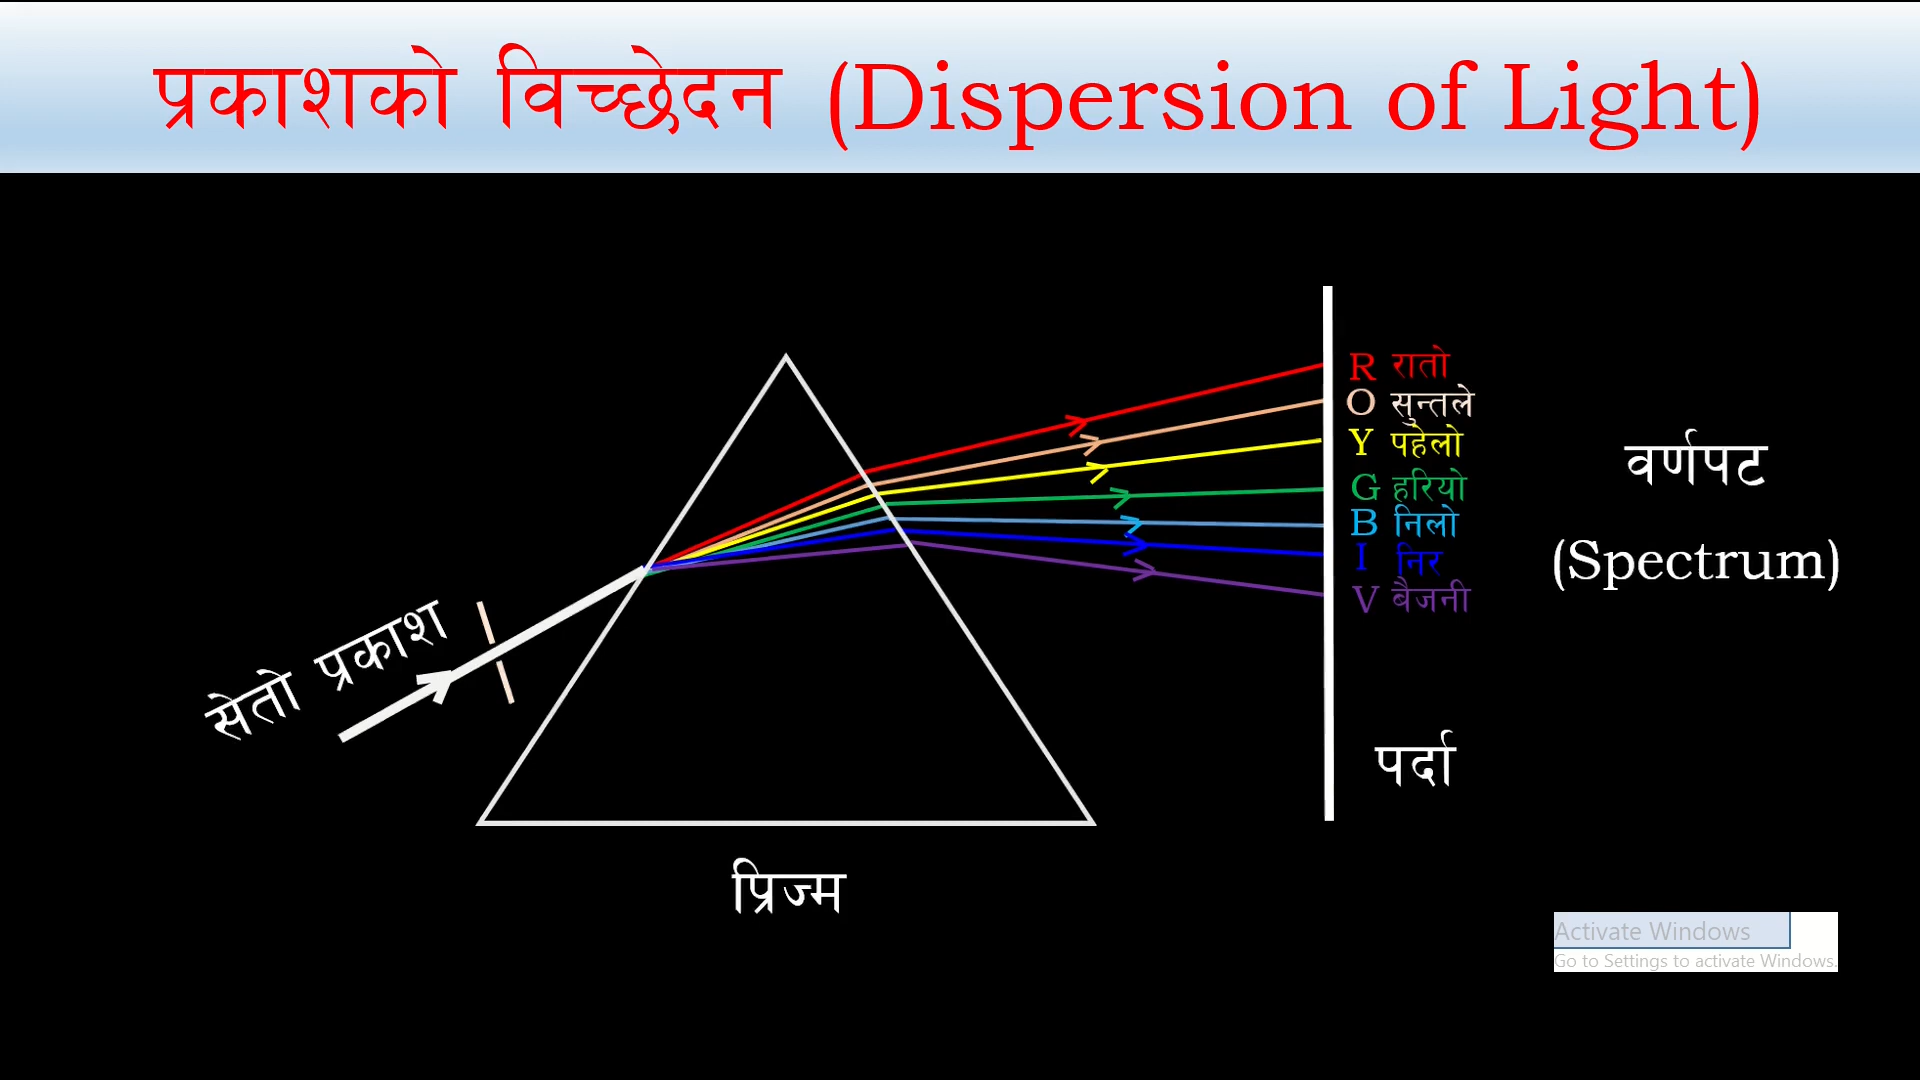 प्रकाशको विच्छेदन (Dispersion of Light)
R रातो
O सुन्तले
Y पहेलो
G हरियो
B निलो
I निर
V बैजनी
वर्णपट
(Spectrum)
सेतो प्रकाश
पर्दा
प्रिज्म
Activate Windows
Go to Settings to activate Windows.